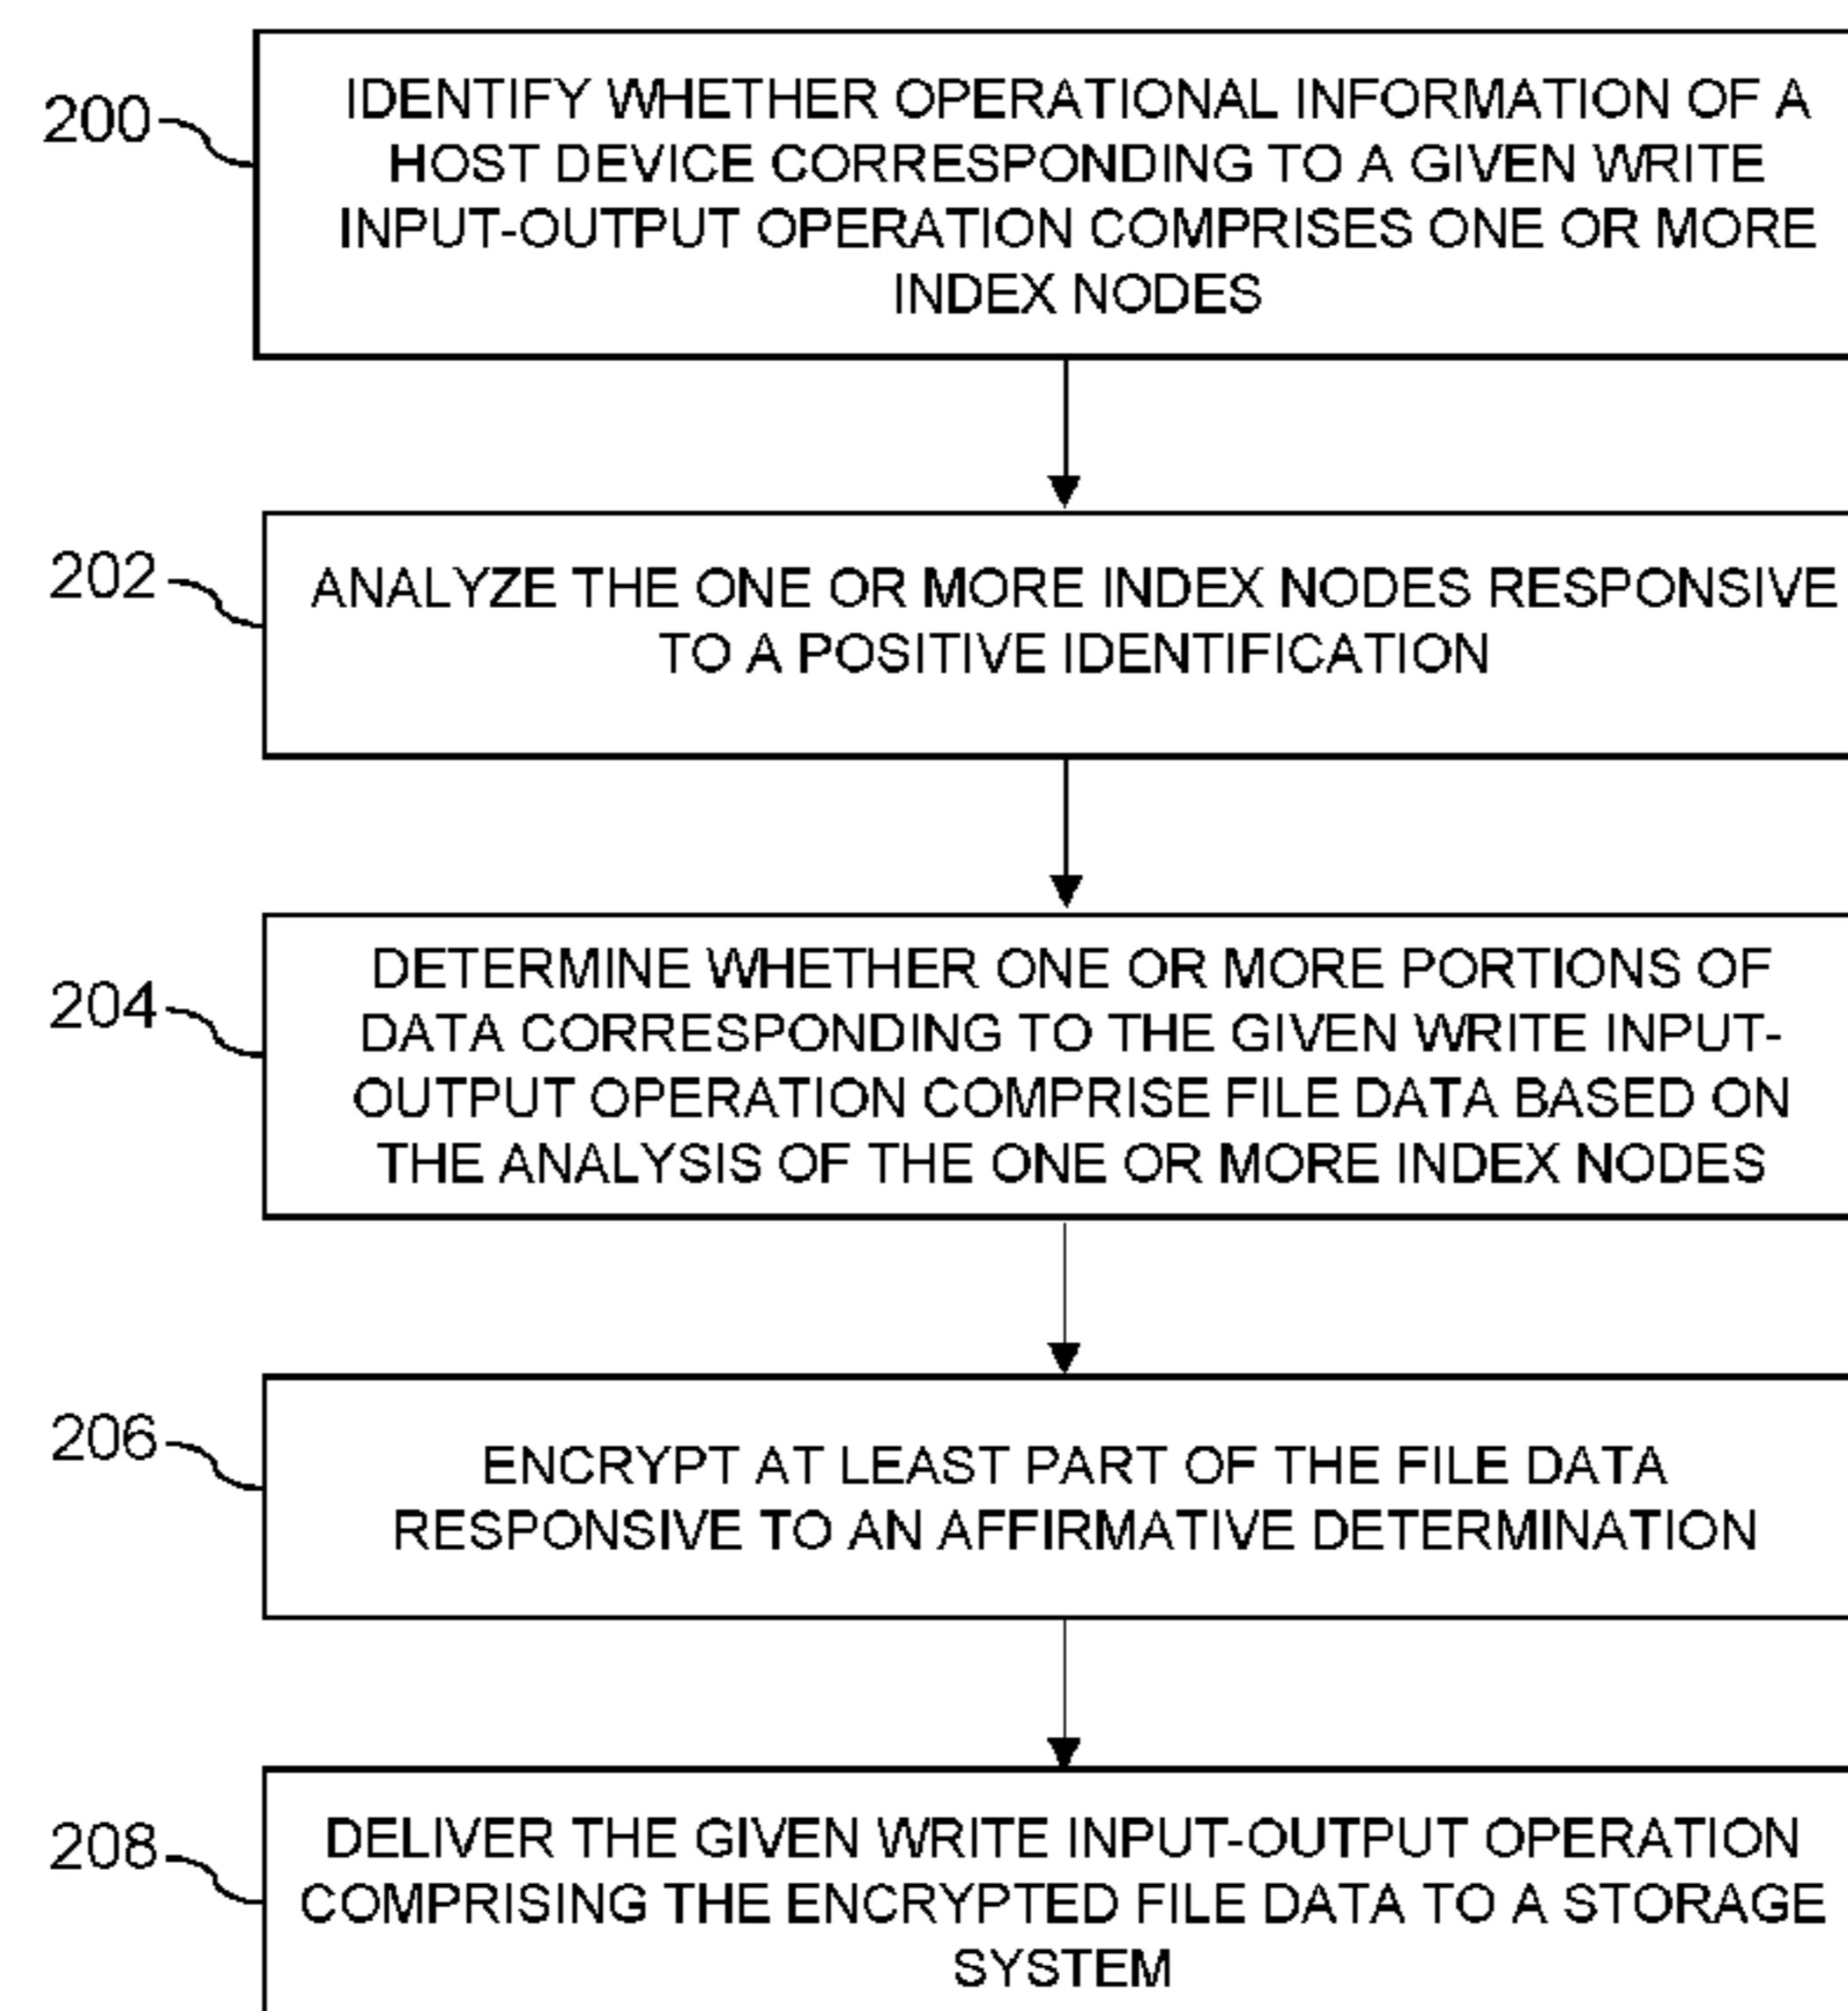 200
IDENTIFY WHETHER OPERATIONAL INFORMATION OF A
HOST DEVICE CORRESPONDING TO A GIVEN WRITE
INPUT-OUTPUT OPERATION COMPRISES ONE OR MORE
INDEX NODES
202
ANALYZE THE ONE OR MORE INDEX NODES RESPONSIVE
TO A POSITIVE IDENTIFICATION
204
DETERMINE WHETHER ONE OR MORE PORTIONS OF
DATA CORRESPONDING TO THE GIVEN WRITE INPUT-
OUTPUT OPERATION COMPRISE FILE DATA BASED ON
THE ANALYSIS OF THE ONE OR MORE INDEX NODES
206
ENCRYPT AT LEAST PART OF THE FILE DATA
RESPONSIVE TO AN AFFIRMATIVE DETERMINATION
208
DELIVER THE GIVEN WRITE INPUT-OUTPUT OPERATION
COMPRISING THE ENCRYPTED FILE DATA TO A STORAGE
SYSTEM